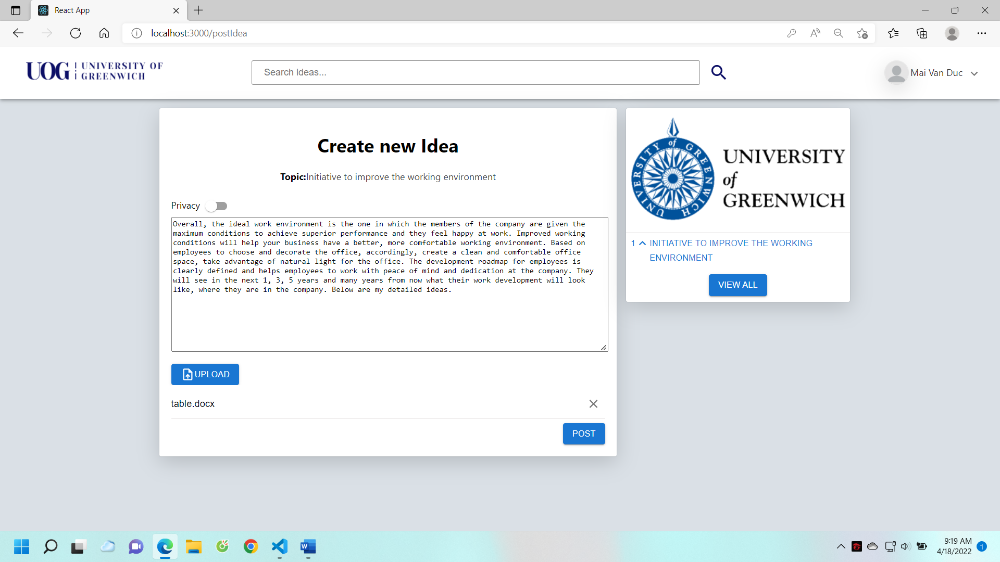 React App
localhost:3000/postIdea
UOG UNIVERSITY OF
GREENWICH
Search ideas...
Mai Van Duc
Create new Idea
Topic:Initiative to improve the working environment
Privacy
Overall, the ideal work environment is the one in which the members of the company are given the
maximum conditions to achieve superior performance and they feel happy at work. Improved working
conditions will help your business have a better, more comfortable working environment. Based on
employees to choose and decorate the office, accordingly, create a clean and comfortable office
space, take advantage of natural light for the office. The development roadmap for employees is
clearly defined and helps employees to work with peace of mind and dedication at the company. They
will see in the next 1, 3, 5 years and many years from now what their work development will look
like, where they are in the company. Below are my detailed ideas.
UPLOAD
table.docx
POST
UNIVERSITY of GREENWICH UNIVERSITY OF GREENWICH
UNIVERSITY
of
GREENWICH
1 INITIATIVE TO IMPROVE THE WORKING
ENVIRONMENT
VIEW ALL
9:19 AM
4/18/2022
1